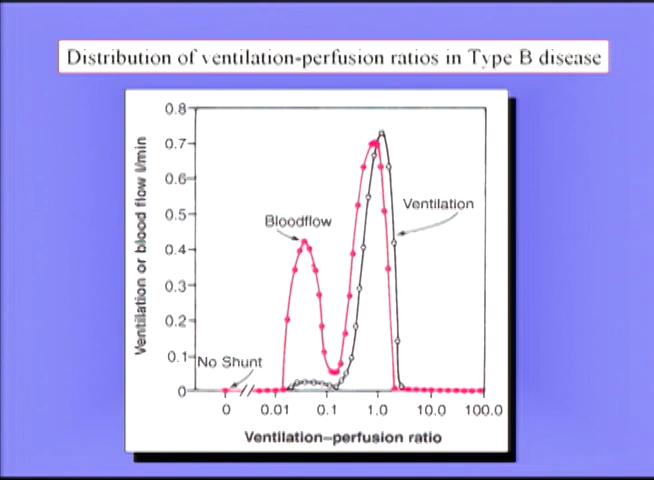 Distribution of ventilation-perfusion ratios in Type B disease
0.8
0.7
0.6
0.5
0.4
0.3
0.2
0.1
0
Ventilation or blood flow l/min
Bloodflow
Ventilation
No Shunt
0 0.01 0.1 1.0 10.0 100.0
Ventilation–perfusion ratio